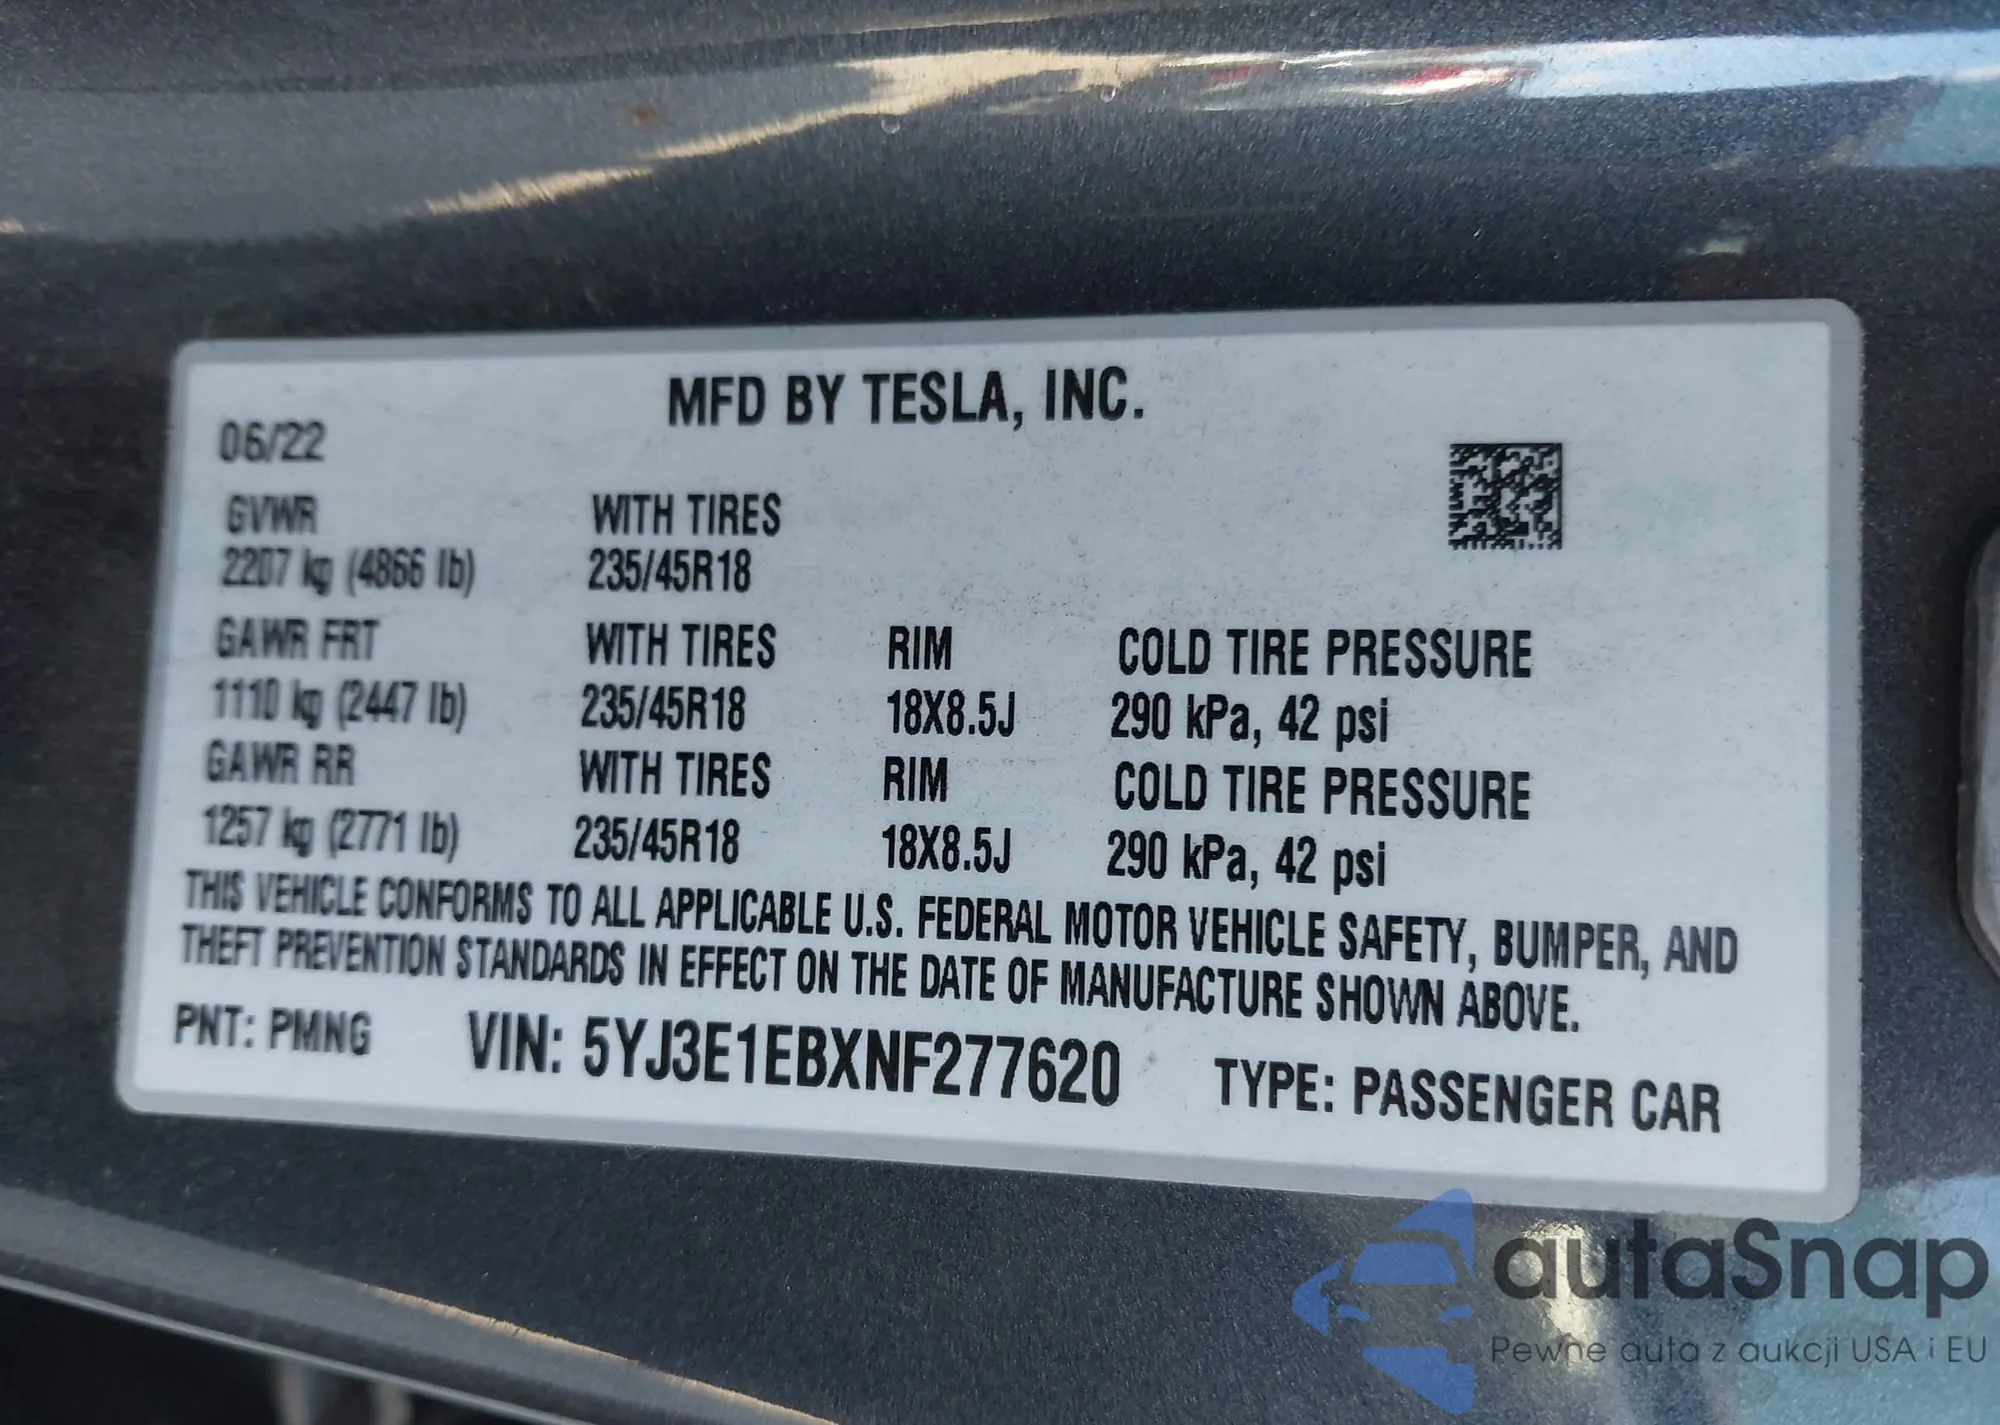 MFD BY TESLA, INC.
06/22
GVWR WITH TIRES
2207 kg (4866 lb) 235/45R18
GAWR FRT WITH TIRES RIM COLD TIRE PRESSURE
1110 kg (2447 lb) 235/45R18 18X8.5J 290 kPa, 42 psi
GAWR RR WITH TIRES RIM COLD TIRE PRESSURE
1257 kg (2771 lb) 235/45R18 18X8.5J 290 kPa, 42 psi
THIS VEHICLE CONFORMS TO ALL APPLICABLE U.S. FEDERAL MOTOR VEHICLE SAFETY, BUMPER, AND
THEFT PREVENTION STANDARDS IN EFFECT ON THE DATE OF MANUFACTURE SHOWN ABOVE.
PNT: PMNG VIN: 5YJ3E1EBXNF277620 TYPE: PASSENGER CAR
autaSnap
Pewne auta z aukcji USA i EU